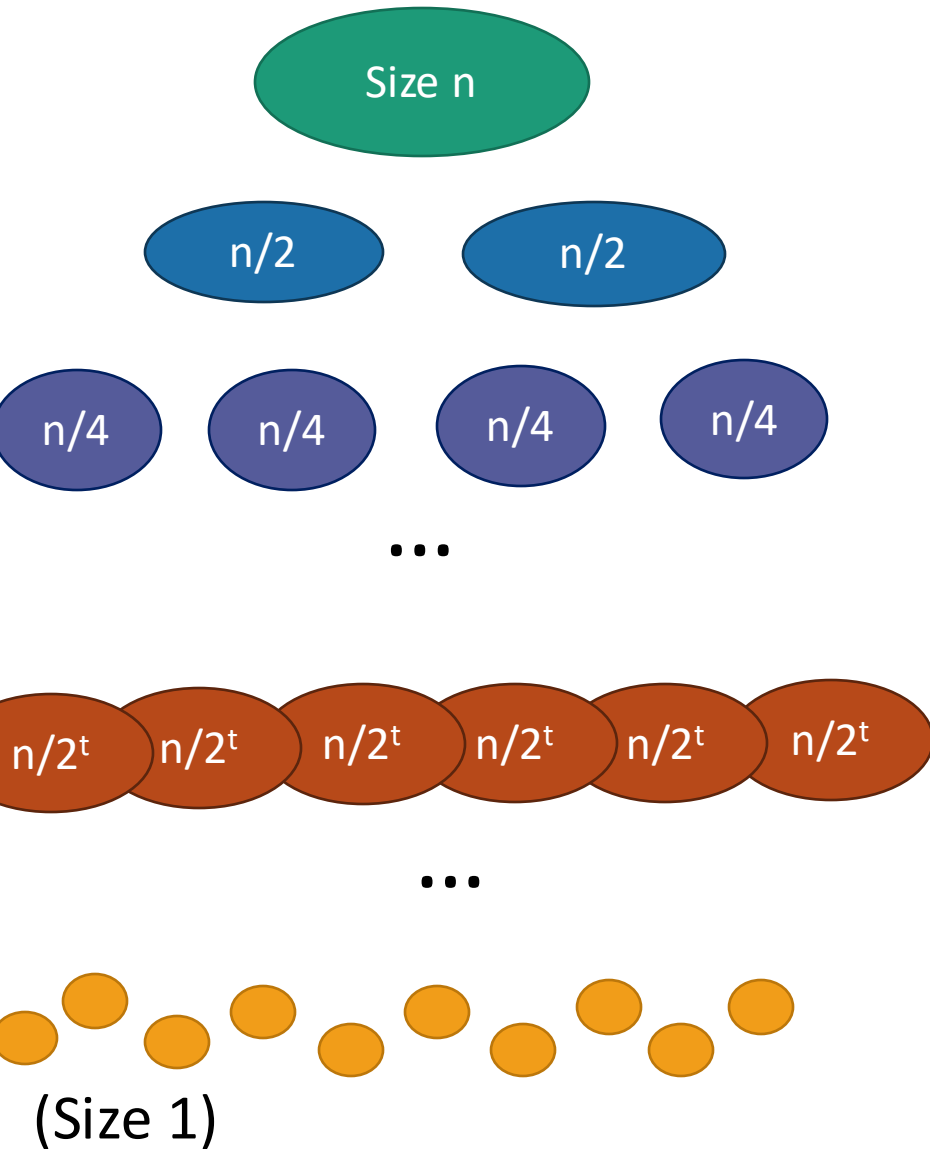 Size n
n/2 n/2
n/4 n/4 n/4 n/4
...
n/2ᵗ n/2ᵗ n/2ᵗ n/2ᵗ n/2ᵗ n/2ᵗ
...
(Size 1)